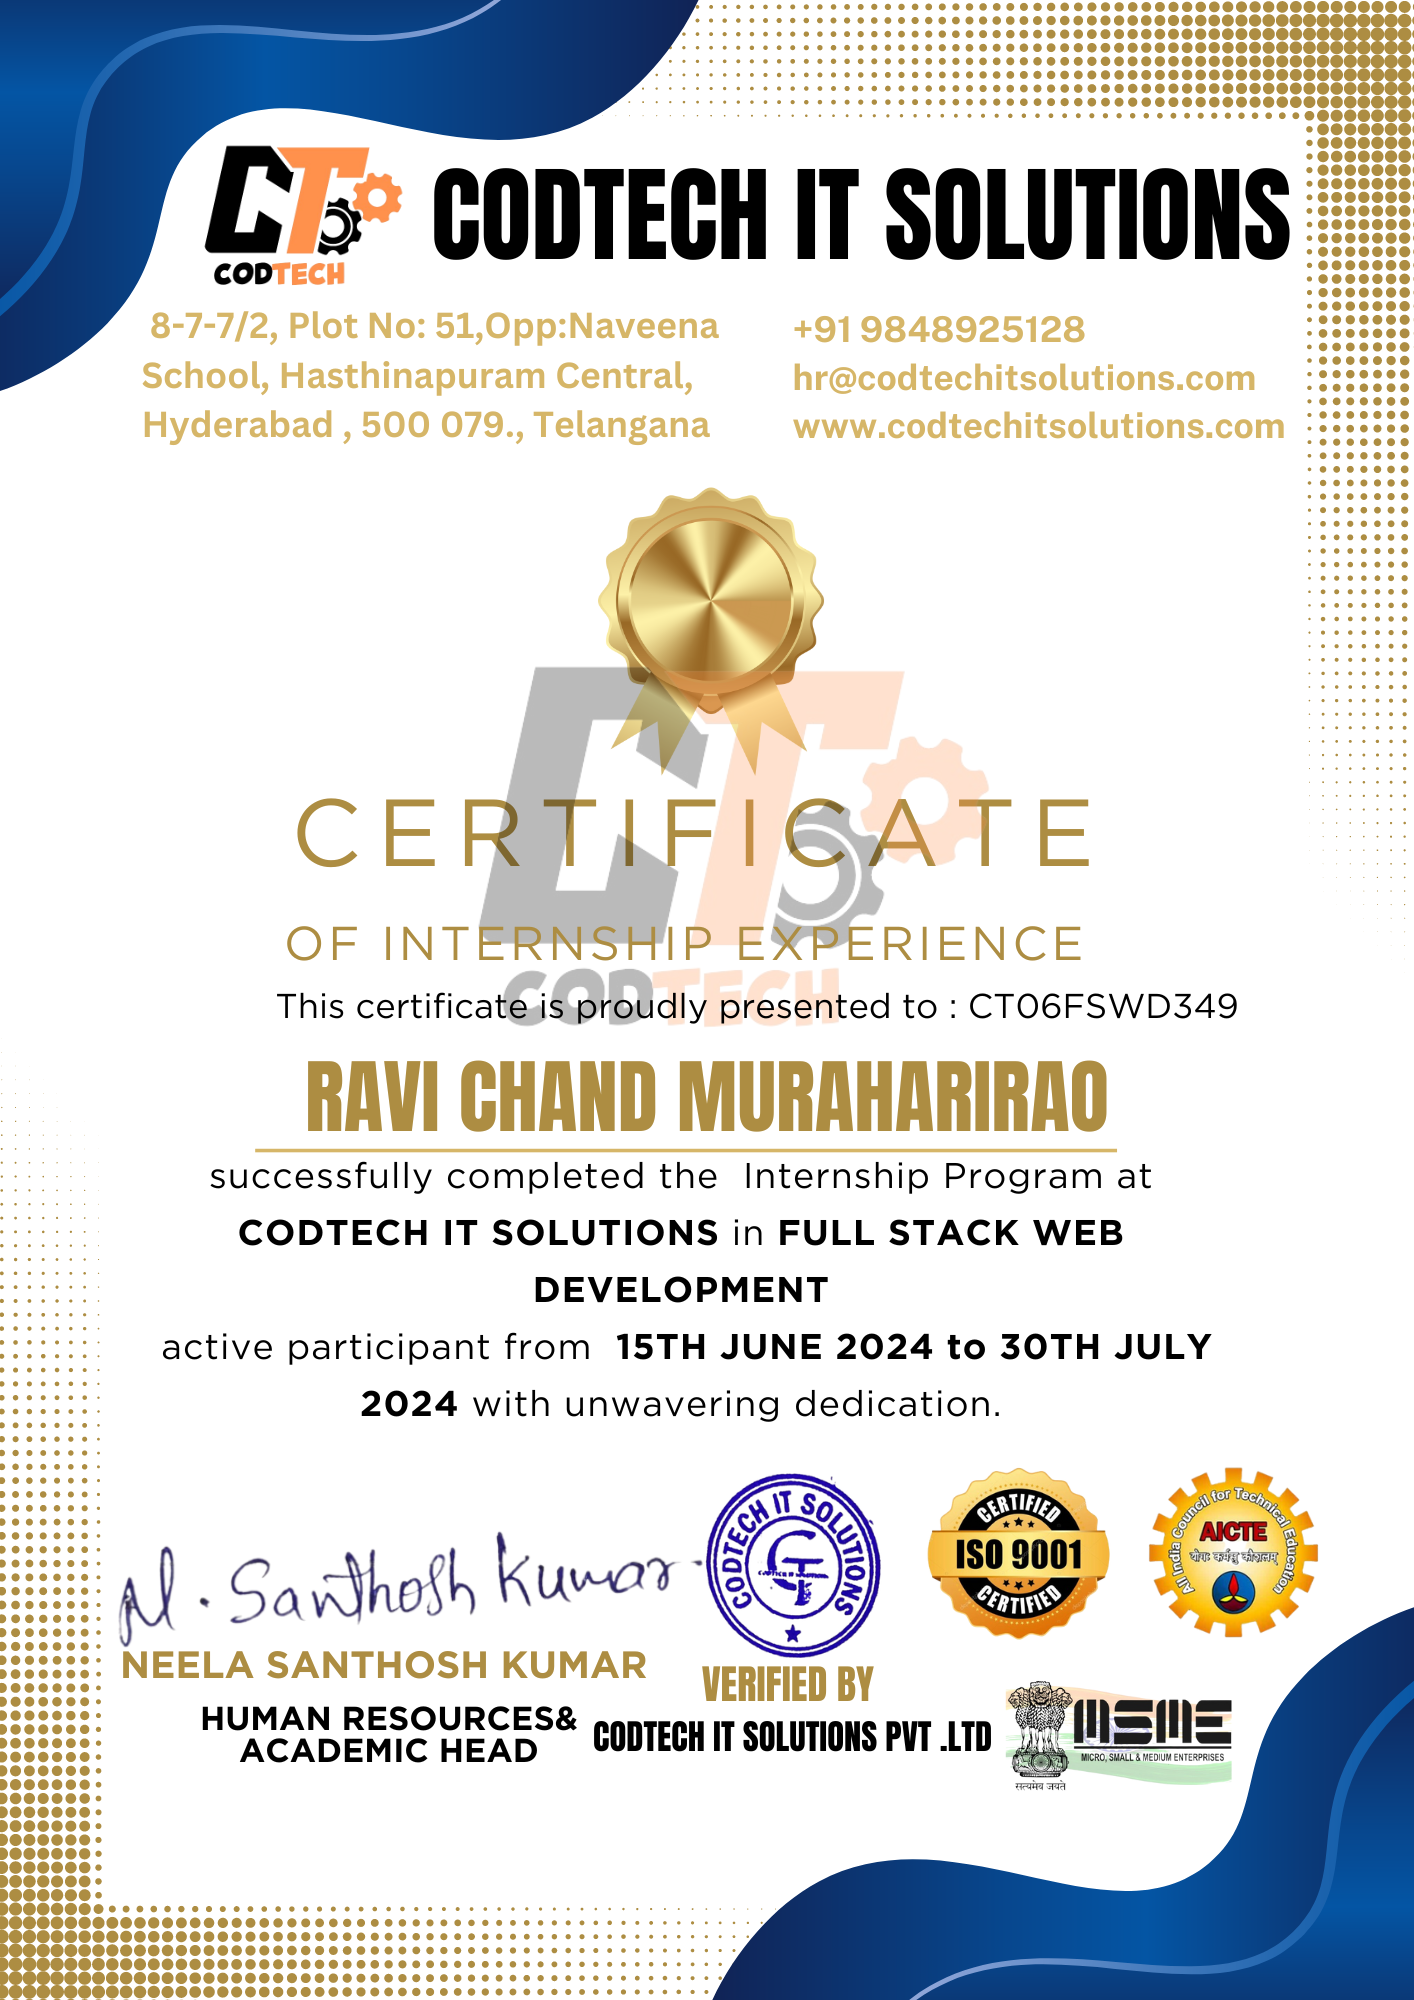 CT
CODTECH
CODTECH IT SOLUTIONS
8-7-7/2, Plot No: 51,Opp:Naveena
School, Hasthinapuram Central,
Hyderabad , 500 079., Telangana
+91 9848925128
hr@codtechitsolutions.com
www.codtechitsolutions.com
CT
CERTIFICATE
OF INTERNSHIP EXPERIENCE
CODTECH
This certificate is proudly presented to : CT06FSWD349
RAVI CHAND MURAHARIRAO
successfully completed the Internship Program at
CODTECH IT SOLUTIONS in FULL STACK WEB
DEVELOPMENT
active participant from 15TH JUNE 2024 to 30TH JULY
2024 with unwavering dedication.
N. Santhosh Kumar
NEELA SANTHOSH KUMAR
HUMAN RESOURCES&
ACADEMIC HEAD
CODTECH IT SOLUTIONS
CT
VERIFIED BY
CODTECH IT SOLUTIONS PVT .LTD
CERTIFIED
ISO 9001
CERTIFIED
All India Council for Technical Education
AICTE
योगः कर्मसु कौशलम्
MSME
MICRO, SMALL & MEDIUM ENTERPRISES
सत्यमेव जयते